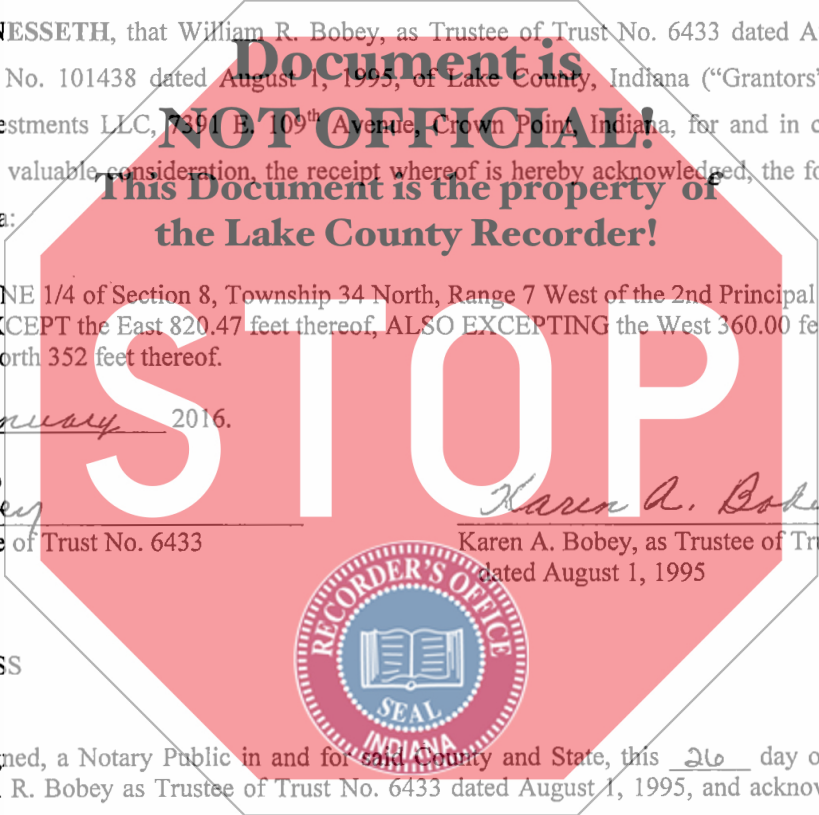 NESSETH, that William R. Bobey, as Trustee of Trust No. 6433 dated A
Document is
No. 101438 dated August 1, 1995, of Lake County, Indiana (“Grantors”
NOT OFFICIAL!
estments LLC, 7391 E. 109th Avenue, Crown Point, Indiana, for and in c
valuable consideration, the receipt whereof is hereby acknowledged, the fo
This Document is the property of
a:
the Lake County Recorder!
NE 1/4 of Section 8, Township 34 North, Range 7 West of the 2nd Principal
CEPT the East 820.47 feet thereof, ALSO EXCEPTING the West 360.00 fe
orth 352 feet thereof.
STOP
nuary 2016.
ey
Karen A. Bobe
e of Trust No. 6433
Karen A. Bobey, as Trustee of Tru
dated August 1, 1995
RECORDER'S OFFICE
SEAL
INDIANA
SS
ned, a Notary Public in and for said County and State, this 26 day o
R. Bobey as Trustee of Trust No. 6433 dated August 1, 1995, and acknow